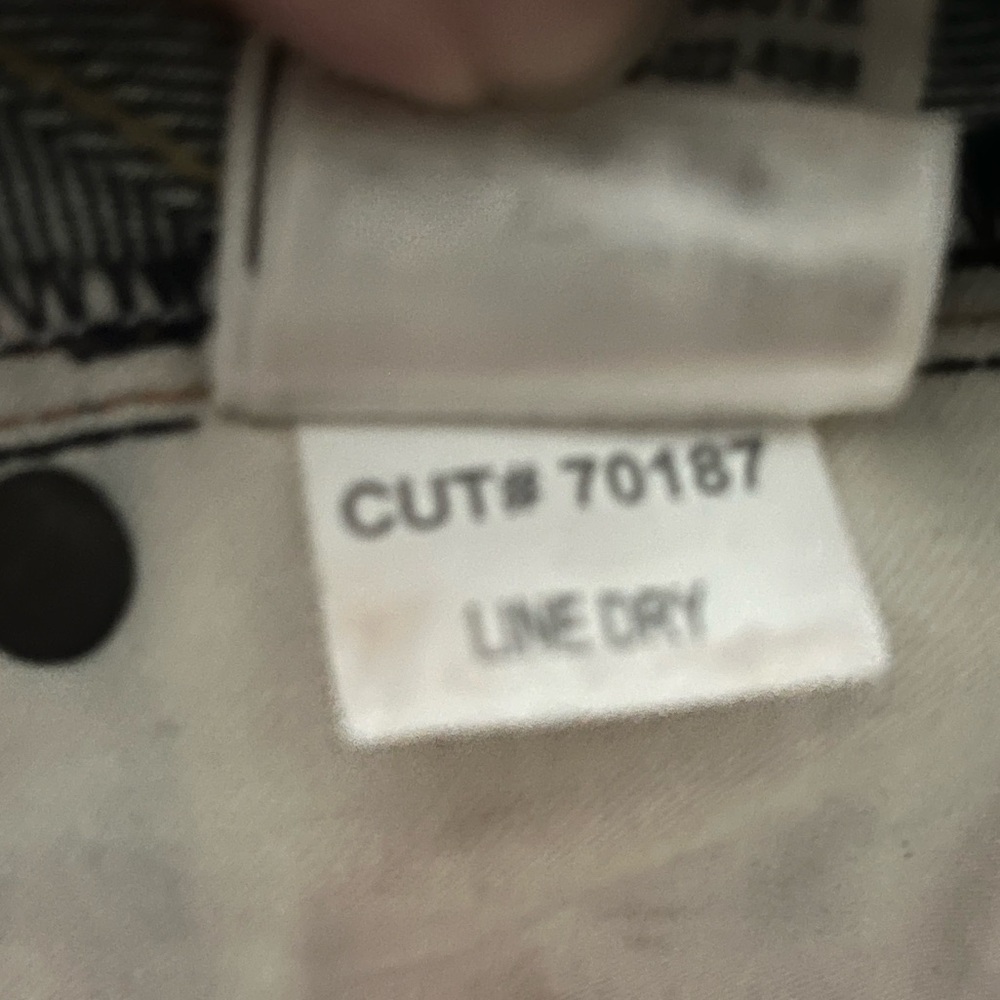 CUT# 70187
LINE DRY